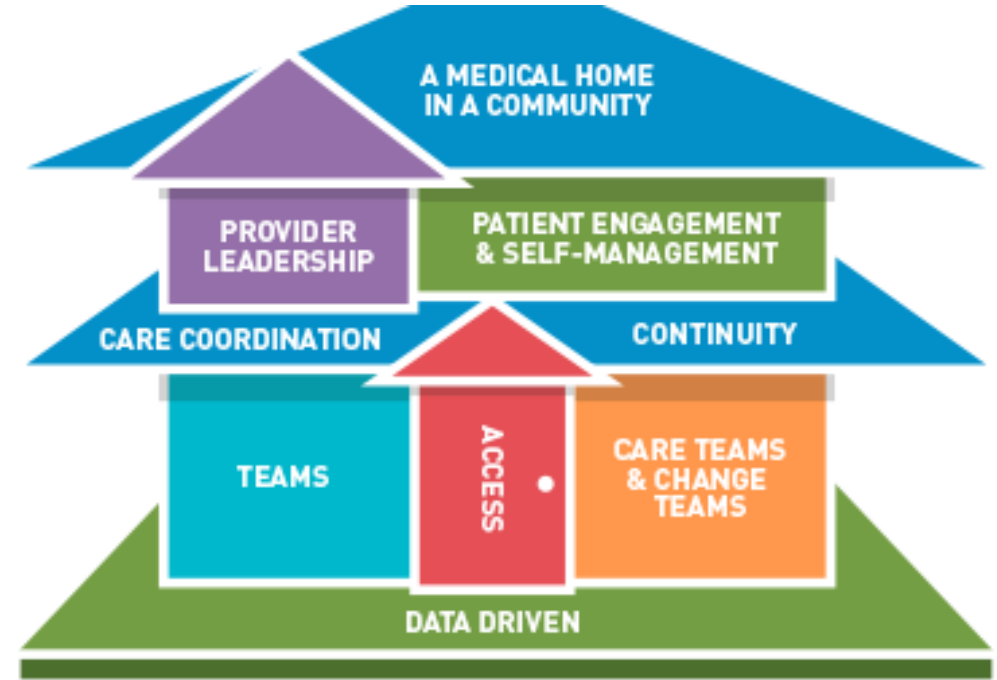 A MEDICAL HOME
IN A COMMUNITY
PROVIDER
LEADERSHIP
PATIENT ENGAGEMENT
& SELF-MANAGEMENT
CARE COORDINATION
CONTINUITY
TEAMS
ACCESS
CARE TEAMS
& CHANGE
TEAMS
DATA DRIVEN